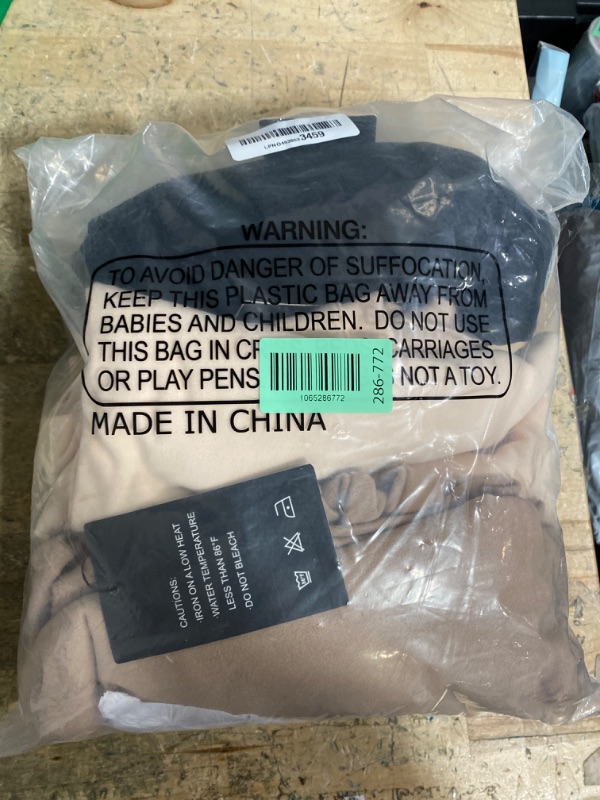 3459
WARNING:
TO AVOID DANGER OF SUFFOCATION,
KEEP THIS PLASTIC BAG AWAY FROM
BABIES AND CHILDREN. DO NOT USE
THIS BAG IN CARRIAGES
OR PLAY PENS NOT A TOY.
1065286772
286-772
MADE IN CHINA
CAUTIONS:
·IRON ON A LOW HEAT
·WATER TEMPERATURE
LESS THAN 86°F
·DO NOT BLEACH